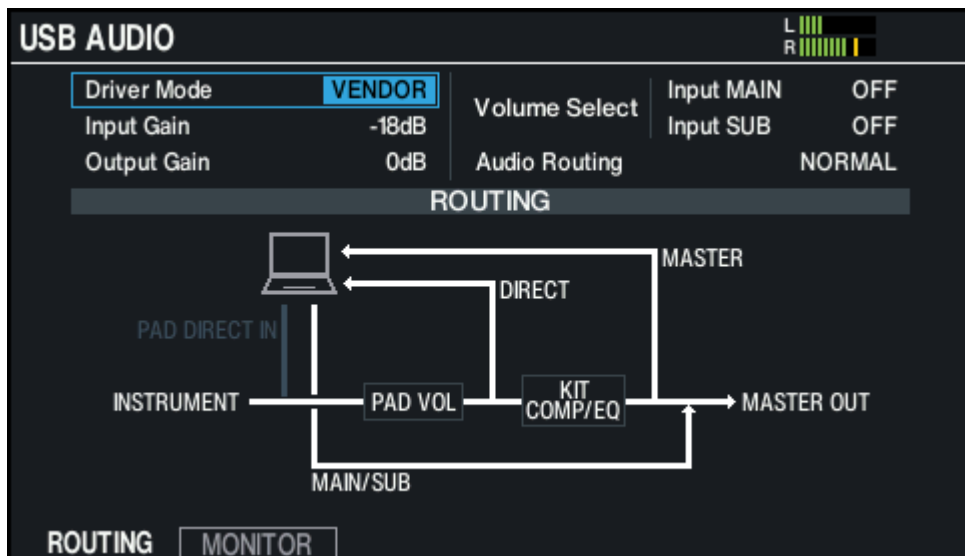 USB AUDIO
L
R
Driver Mode VENDOR
Input Gain -18dB
Output Gain 0dB
Volume Select
Input MAIN OFF
Input SUB OFF
Audio Routing NORMAL
ROUTING
MASTER
DIRECT
PAD DIRECT IN
INSTRUMENT
PAD VOL
KIT
COMP/EQ
MASTER OUT
MAIN/SUB
ROUTING MONITOR